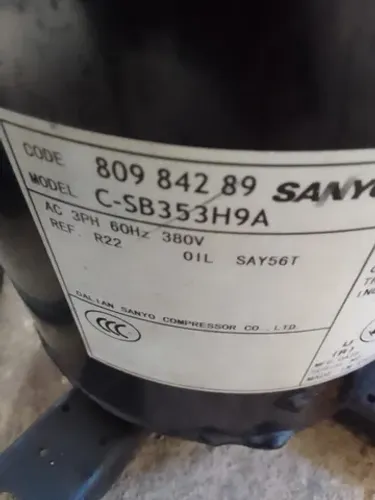 CODE 809 842 89 SANYO
MODEL C-SB353H9A
AC 3PH 60Hz 380V
REF. R22 OIL SAY56T
DALIAN SANYO COMPRESSOR CO., LTD.
CCC